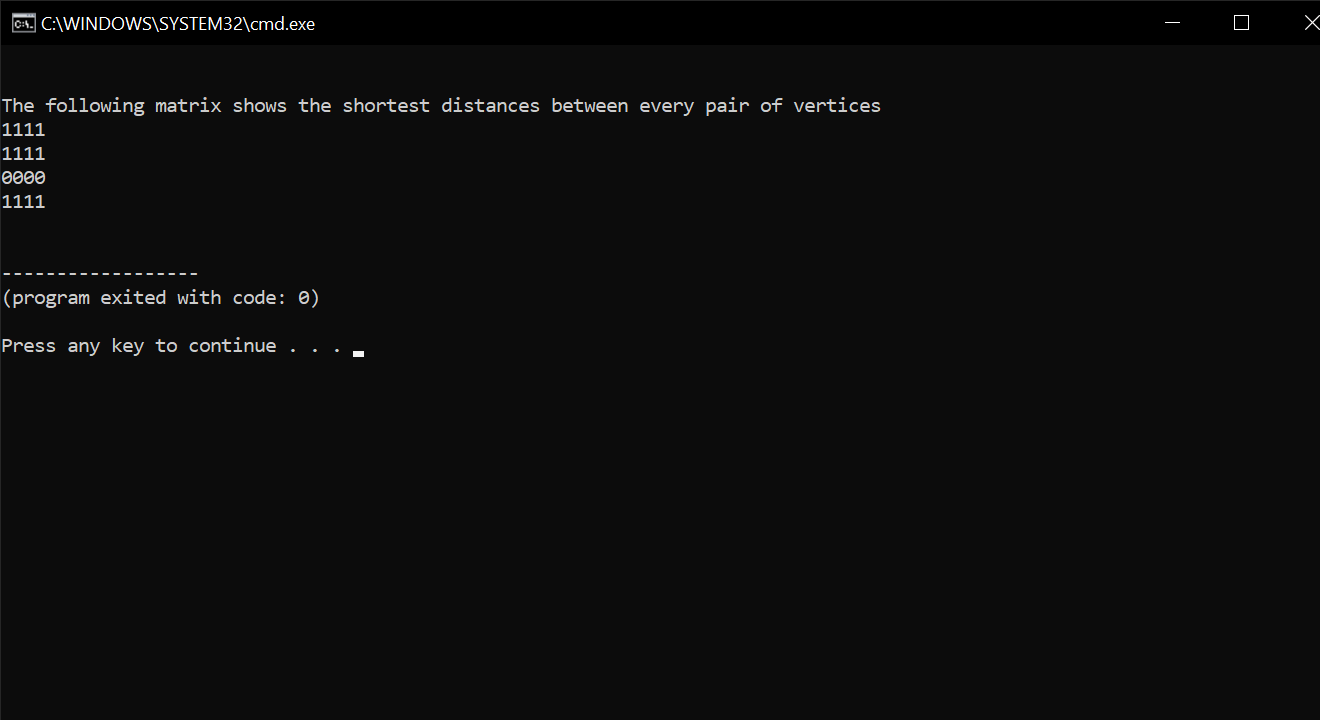 C:\WINDOWS\SYSTEM32\cmd.exe
The following matrix shows the shortest distances between every pair of vertices
1111
1111
0000
1111
------------------
(program exited with code: 0)
Press any key to continue . . .